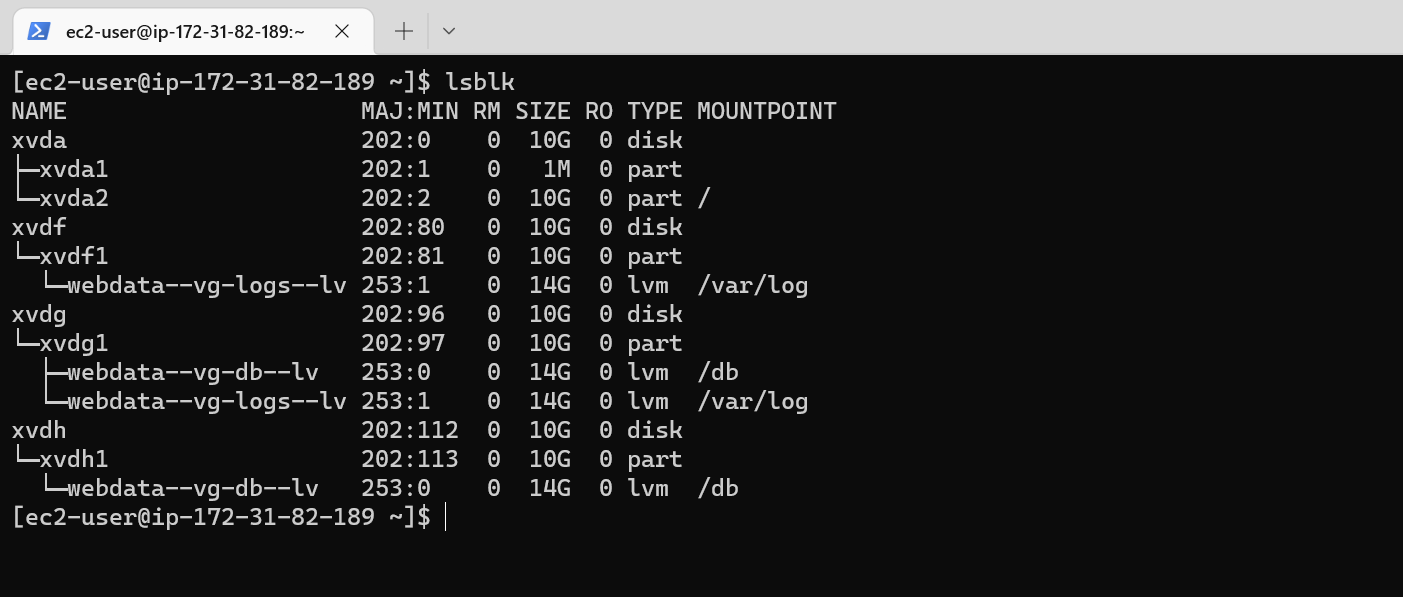 ec2-user@ip-172-31-82-189:~
[ec2-user@ip-172-31-82-189 ~]$ lsblk
NAME                     MAJ:MIN RM SIZE RO TYPE MOUNTPOINT
xvda                     202:0    0  10G  0 disk
├─xvda1                  202:1    0   1M  0 part
└─xvda2                  202:2    0  10G  0 part /
xvdf                     202:80   0  10G  0 disk
└─xvdf1                  202:81   0  10G  0 part
  └─webdata--vg-logs--lv 253:1    0  14G  0 lvm  /var/log
xvdg                     202:96   0  10G  0 disk
└─xvdg1                  202:97   0  10G  0 part
  ├─webdata--vg-db--lv   253:0    0  14G  0 lvm  /db
  └─webdata--vg-logs--lv 253:1    0  14G  0 lvm  /var/log
xvdh                     202:112  0  10G  0 disk
└─xvdh1                  202:113  0  10G  0 part
  └─webdata--vg-db--lv   253:0    0  14G  0 lvm  /db
[ec2-user@ip-172-31-82-189 ~]$